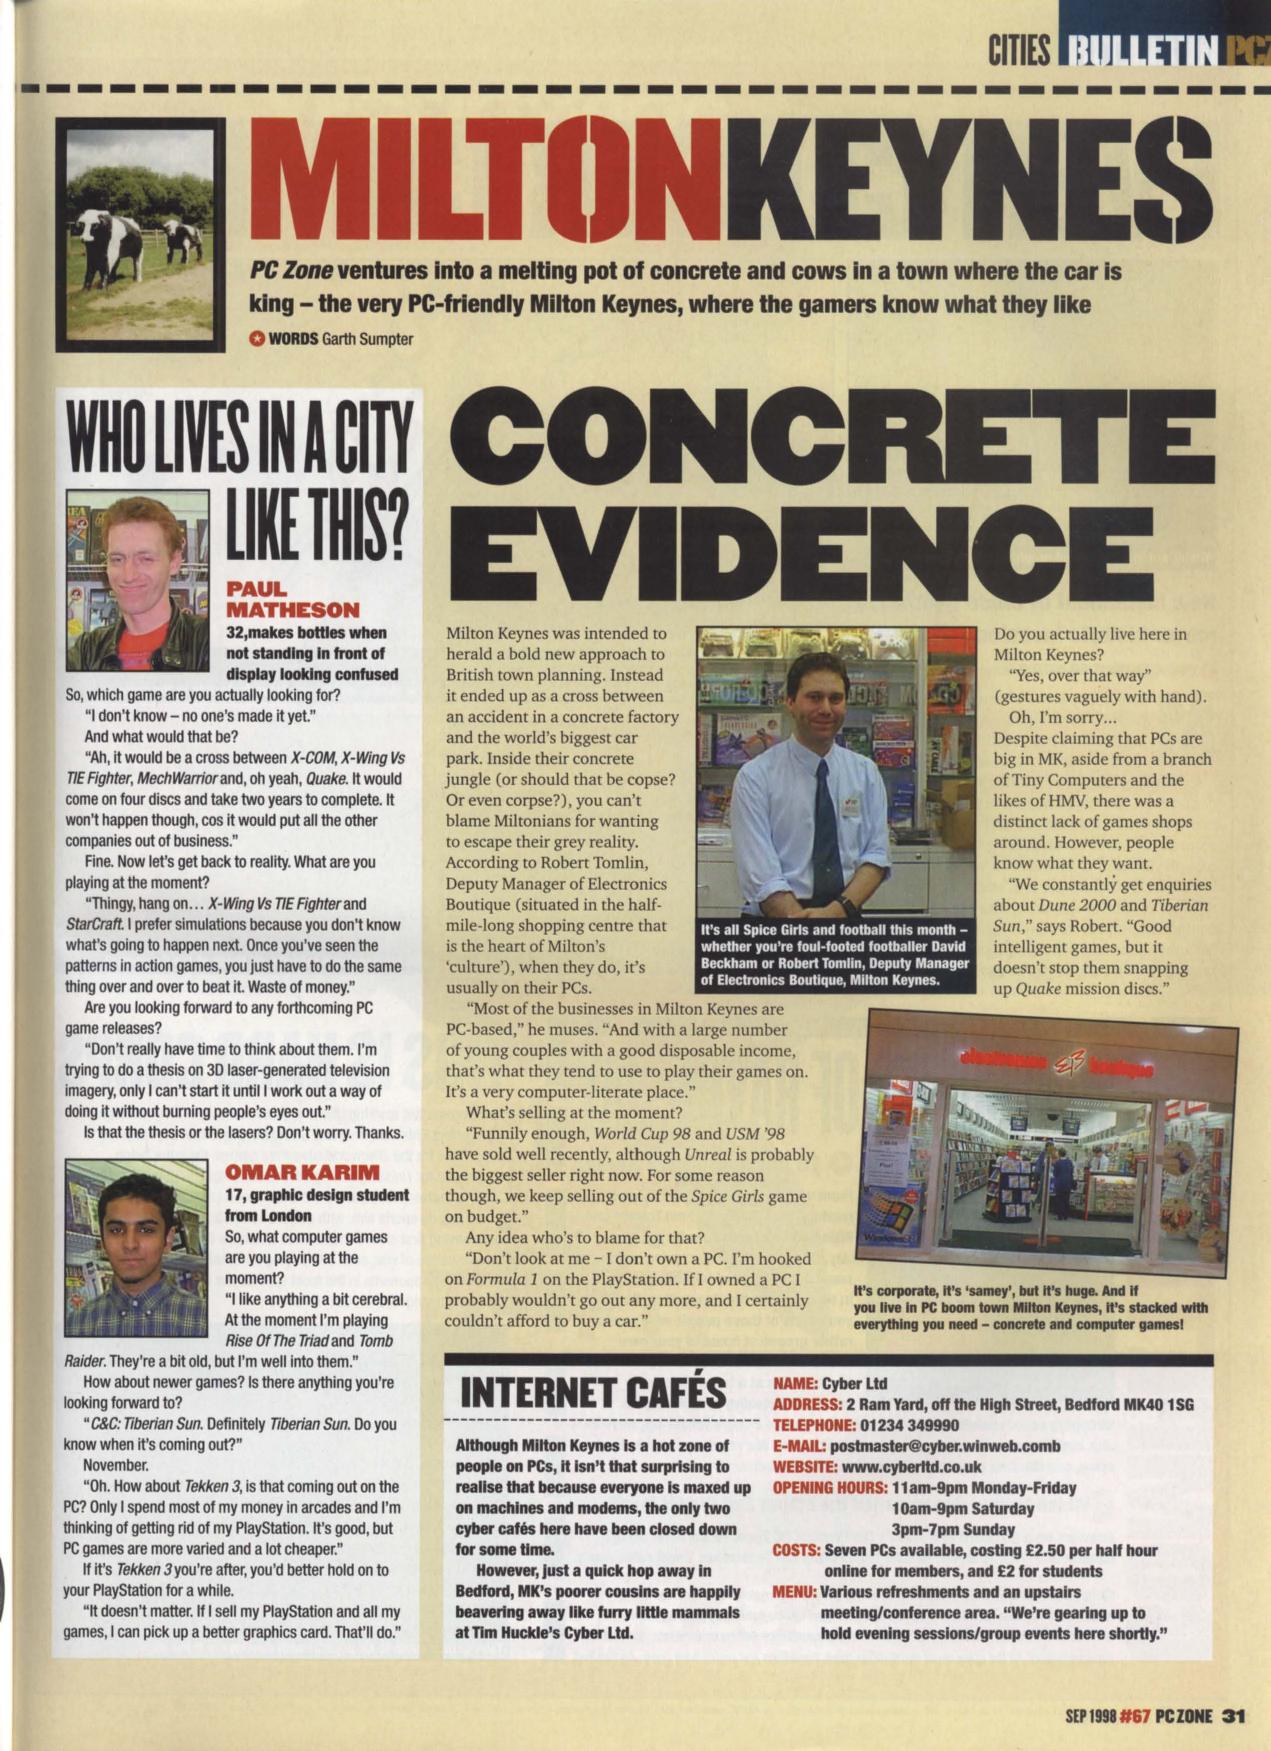 CITIES BULLETIN PCZ
MILTONKEYNES
PC Zone ventures into a melting pot of concrete and cows in a town where the car is
king – the very PC-friendly Milton Keynes, where the gamers know what they like
WORDS Garth Sumpter
WHO LIVES IN A CITY
LIKE THIS?
PAUL
MATHESON
32,makes bottles when
not standing in front of
display looking confused
So, which game are you actually looking for?
"I don't know – no one's made it yet."
And what would that be?
"Ah, it would be a cross between X-COM, X-Wing Vs
TIE Fighter, MechWarrior and, oh yeah, Quake. It would
come on four discs and take two years to complete. It
won't happen though, cos it would put all the other
companies out of business."
Fine. Now let's get back to reality. What are you
playing at the moment?
"Thingy, hang on... X-Wing Vs TIE Fighter and
StarCraft. I prefer simulations because you don't know
what's going to happen next. Once you've seen the
patterns in action games, you just have to do the same
thing over and over to beat it. Waste of money."
Are you looking forward to any forthcoming PC
game releases?
"Don't really have time to think about them. I'm
trying to do a thesis on 3D laser-generated television
imagery, only I can't start it until I work out a way of
doing it without burning people's eyes out."
Is that the thesis or the lasers? Don't worry. Thanks.
OMAR KARIM
17, graphic design student
from London
So, what computer games
are you playing at the
moment?
"I like anything a bit cerebral.
At the moment I'm playing
Rise Of The Triad and Tomb
Raider. They're a bit old, but I'm well into them."
How about newer games? Is there anything you're
looking forward to?
"C&C: Tiberian Sun. Definitely Tiberian Sun. Do you
know when it's coming out?"
November.
"Oh. How about Tekken 3, is that coming out on the
PC? Only I spend most of my money in arcades and I'm
thinking of getting rid of my PlayStation. It's good, but
PC games are more varied and a lot cheaper."
If it's Tekken 3 you're after, you'd better hold on to
your PlayStation for a while.
"It doesn't matter. If I sell my PlayStation and all my
games, I can pick up a better graphics card. That'll do."
CONCRETE
EVIDENCE
Milton Keynes was intended to
herald a bold new approach to
British town planning. Instead
it ended up as a cross between
an accident in a concrete factory
and the world's biggest car
park. Inside their concrete
jungle (or should that be copse?
Or even corpse?), you can't
blame Miltonians for wanting
to escape their grey reality.
According to Robert Tomlin,
Deputy Manager of Electronics
Boutique (situated in the half-
mile-long shopping centre that
is the heart of Milton's
'culture'), when they do, it's
usually on their PCs.
"Most of the businesses in Milton Keynes are
PC-based," he muses. "And with a large number
of young couples with a good disposable income,
that's what they tend to use to play their games on.
It's a very computer-literate place."
What's selling at the moment?
"Funnily enough, World Cup 98 and USM '98
have sold well recently, although Unreal is probably
the biggest seller right now. For some reason
though, we keep selling out of the Spice Girls game
on budget."
Any idea who's to blame for that?
"Don't look at me – I don't own a PC. I'm hooked
on Formula 1 on the PlayStation. If I owned a PC I
probably wouldn't go out any more, and I certainly
couldn't afford to buy a car."
It's all Spice Girls and football this month –
whether you're foul-footed footballer David
Beckham or Robert Tomlin, Deputy Manager
of Electronics Boutique, Milton Keynes.
Do you actually live here in
Milton Keynes?
"Yes, over that way"
(gestures vaguely with hand).
Oh, I'm sorry...
Despite claiming that PCs are
big in MK, aside from a branch
of Tiny Computers and the
likes of HMV, there was a
distinct lack of games shops
around. However, people
know what they want.
"We constantly get enquiries
about Dune 2000 and Tiberian
Sun," says Robert. "Good
intelligent games, but it
doesn't stop them snapping
up Quake mission discs."
electronics EB boutique
It's corporate, it's 'samey', but it's huge. And if
you live in PC boom town Milton Keynes, it's stacked with
everything you need – concrete and computer games!
INTERNET CAFÉS
Although Milton Keynes is a hot zone of
people on PCs, it isn't that surprising to
realise that because everyone is maxed up
on machines and modems, the only two
cyber cafés here have been closed down
for some time.
However, just a quick hop away in
Bedford, MK's poorer cousins are happily
beavering away like furry little mammals
at Tim Huckle's Cyber Ltd.
NAME: Cyber Ltd
ADDRESS: 2 Ram Yard, off the High Street, Bedford MK40 1SG
TELEPHONE: 01234 349990
E-MAIL: postmaster@cyber.winweb.comb
WEBSITE: www.cyberltd.co.uk
OPENING HOURS: 11am-9pm Monday-Friday
10am-9pm Saturday
3pm-7pm Sunday
COSTS: Seven PCs available, costing £2.50 per half hour
online for members, and £2 for students
MENU: Various refreshments and an upstairs
meeting/conference area. "We're gearing up to
hold evening sessions/group events here shortly."
SEP 1998 #67 PC ZONE 31